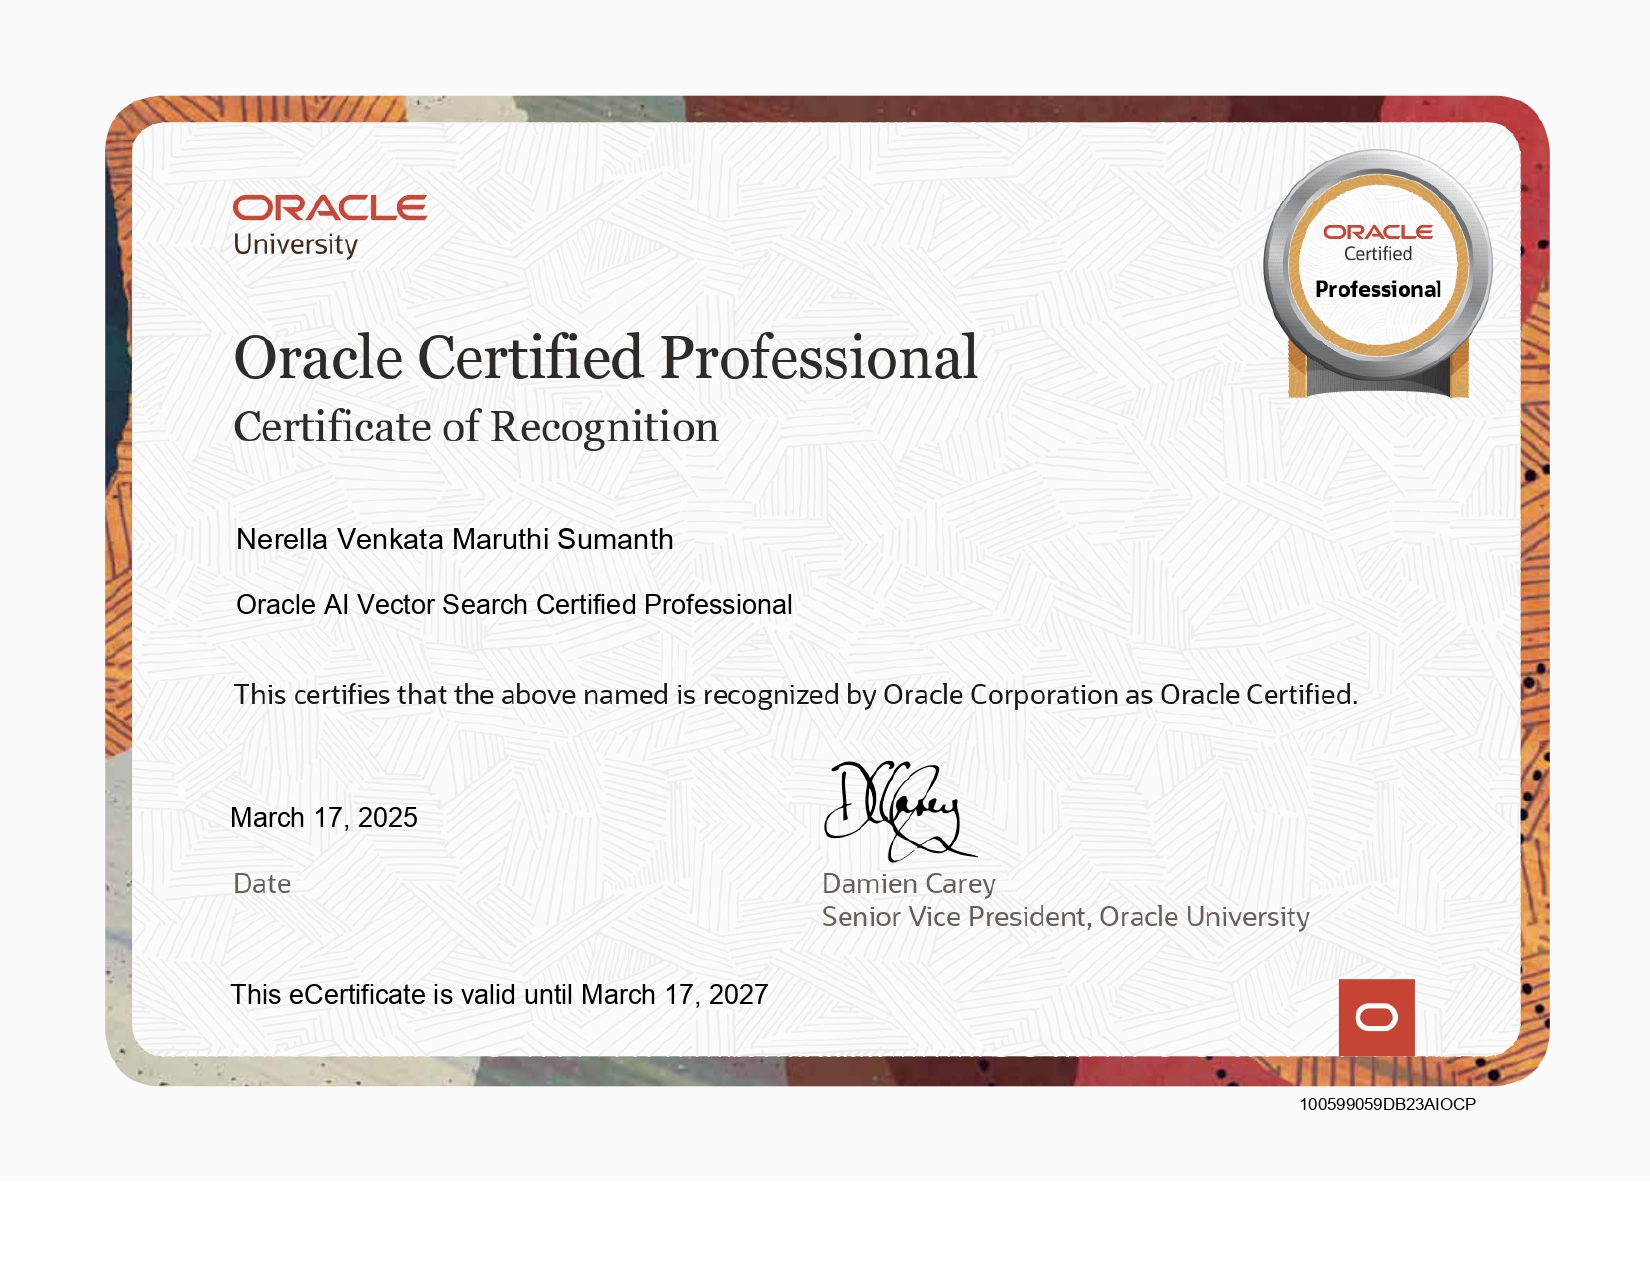 ORACLE
University
ORACLE
Certified
Professional
Oracle Certified Professional
Certificate of Recognition
Nerella Venkata Maruthi Sumanth
Oracle AI Vector Search Certified Professional
This certifies that the above named is recognized by Oracle Corporation as Oracle Certified.
March 17, 2025
Date
DCarey
Damien Carey
Senior Vice President, Oracle University
This eCertificate is valid until March 17, 2027
100599059DB23AIOCP